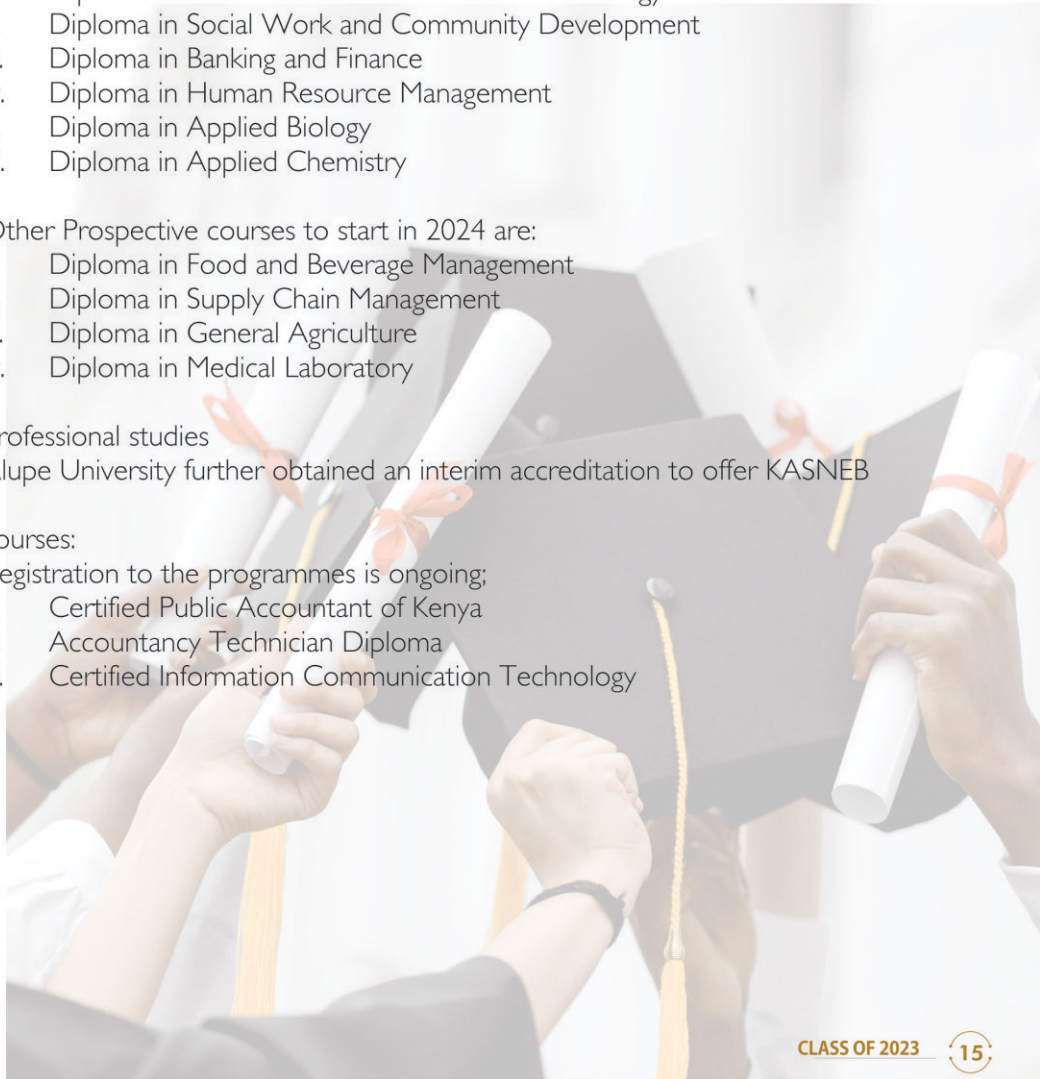 Diploma in Social Work and Community Development
. Diploma in Banking and Finance
. Diploma in Human Resource Management
Diploma in Applied Biology
. Diploma in Applied Chemistry
Other Prospective courses to start in 2024 are:
Diploma in Food and Beverage Management
Diploma in Supply Chain Management
. Diploma in General Agriculture
. Diploma in Medical Laboratory
rofessional studies
lupe University further obtained an interim accreditation to offer KASNEB
ourses:
egistration to the programmes is ongoing;
Certified Public Accountant of Kenya
Accountancy Technician Diploma
. Certified Information Communication Technology
CLASS OF 2023 15